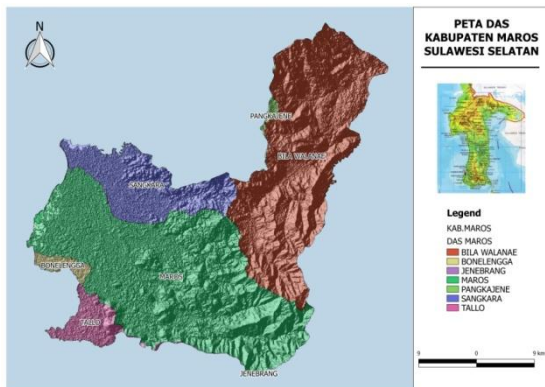 PETA DAS
KABUPATEN MAROS
SULAWESI SELATAN
N
PANGKAJENE
BILA WALANAE
SANGKARA
BONELENGGA
MAROS
TALLO
JENEBRANG
Legend
KAB.MAROS
DAS MAROS
BILA WALANAE
BONELENGGA
JENEBRANG
MAROS
PANGKAJENE
SANGKARA
TALLO
9 0 9 km